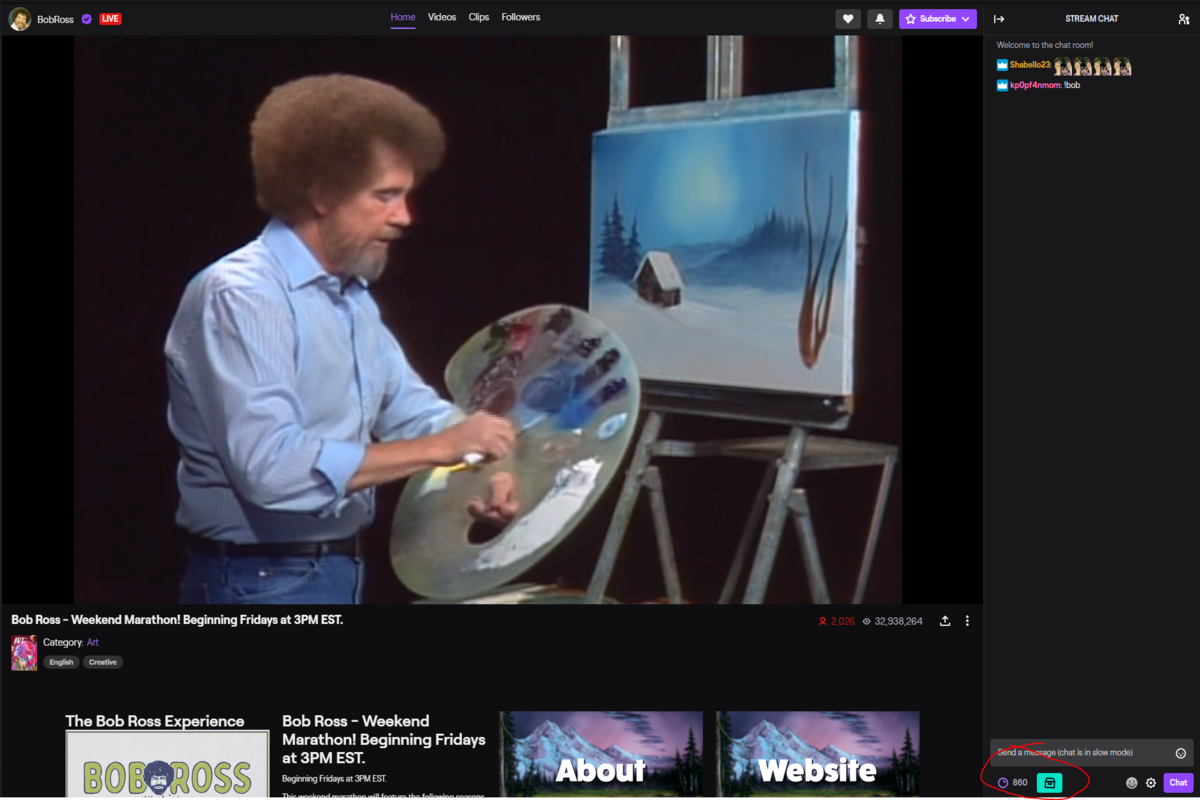 BobRoss LIVE
Home Videos Clips Followers
Subscribe
STREAM CHAT
Welcome to the chat room!
Shabello23:
kp0pf4nmom: !bob
Bob Ross - Weekend Marathon! Beginning Fridays at 3PM EST.
2,026 32,938,264
Category: Art
English Creative
The Bob Ross Experience
BOB ROSS
Bob Ross - Weekend
Marathon! Beginning Fridays
at 3PM EST.
Beginning Fridays at 3PM EST.
This weekend marathon will feature the following seasons
About
Website
Send a message (chat is in slow mode)
860
Chat